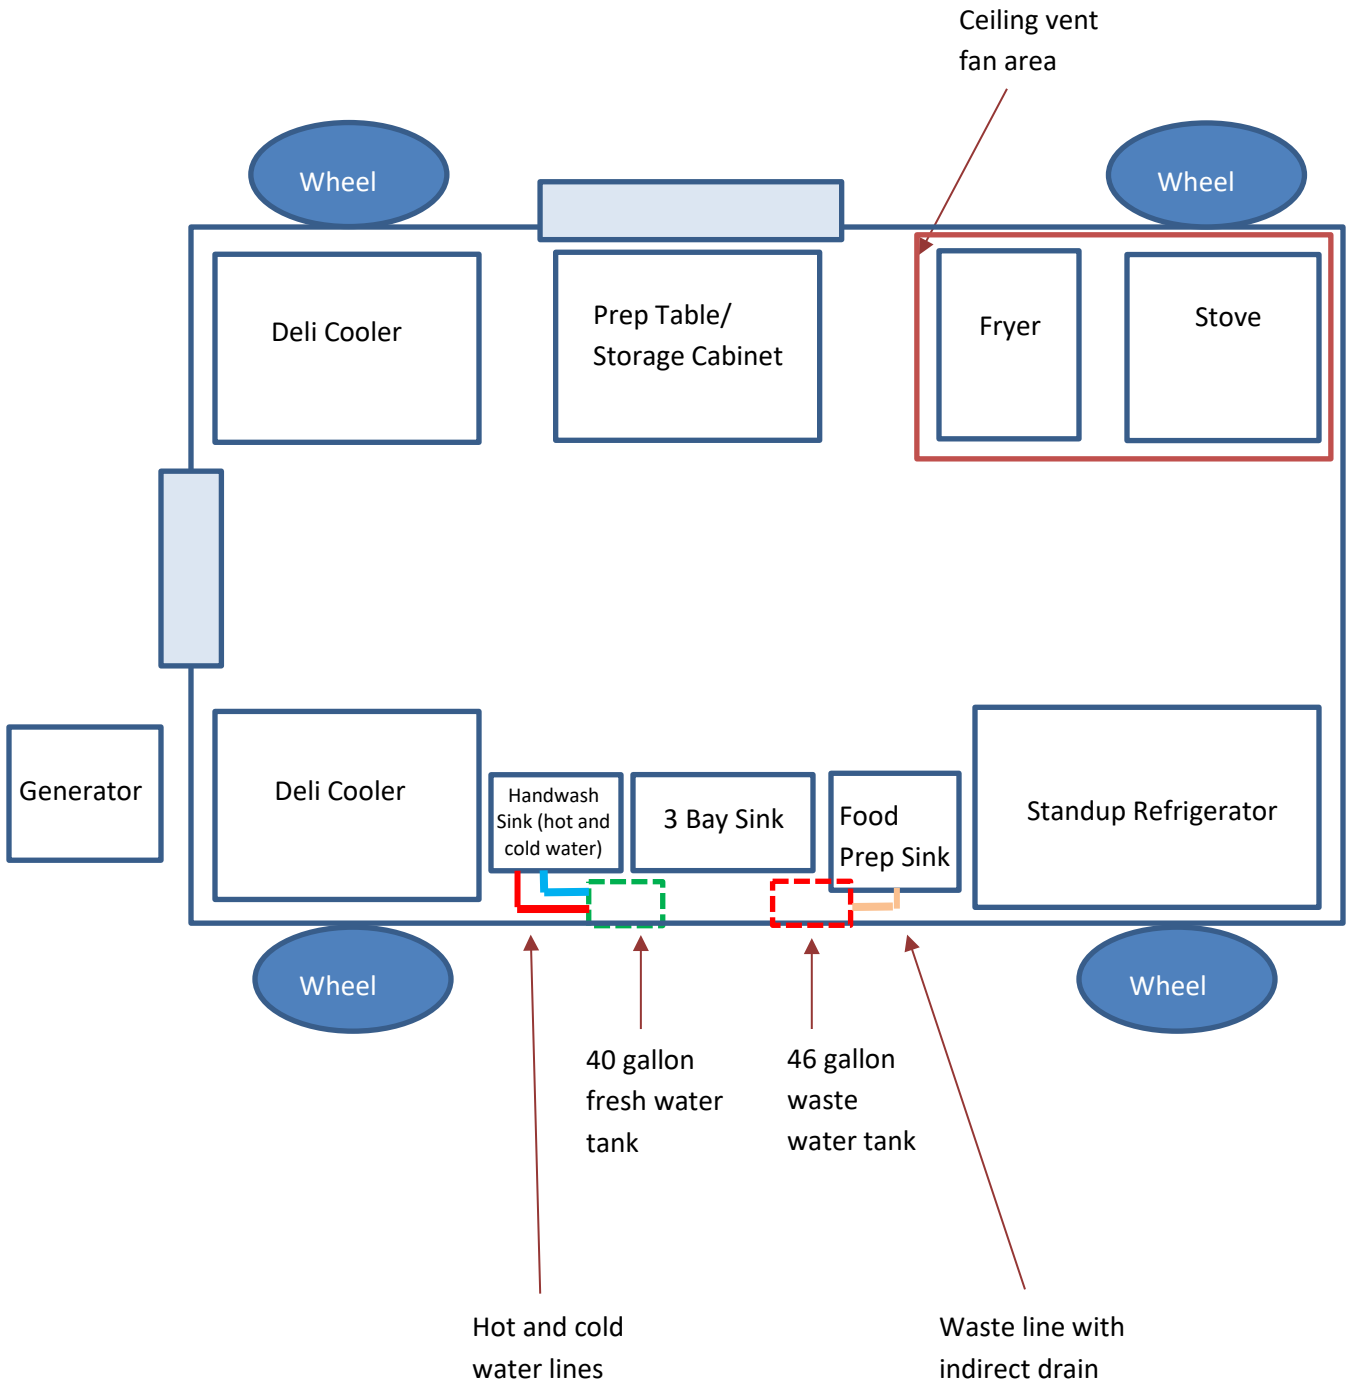 Ceiling vent
fan area
Wheel
Wheel
Deli Cooler
Prep Table/
Storage Cabinet
Fryer
Stove
Generator
Deli Cooler
Handwash
Sink (hot and
cold water)
3 Bay Sink
Food
Prep Sink
Standup Refrigerator
Wheel
Wheel
40 gallon
fresh water
tank
46 gallon
waste
water tank
Hot and cold
water lines
Waste line with
indirect drain